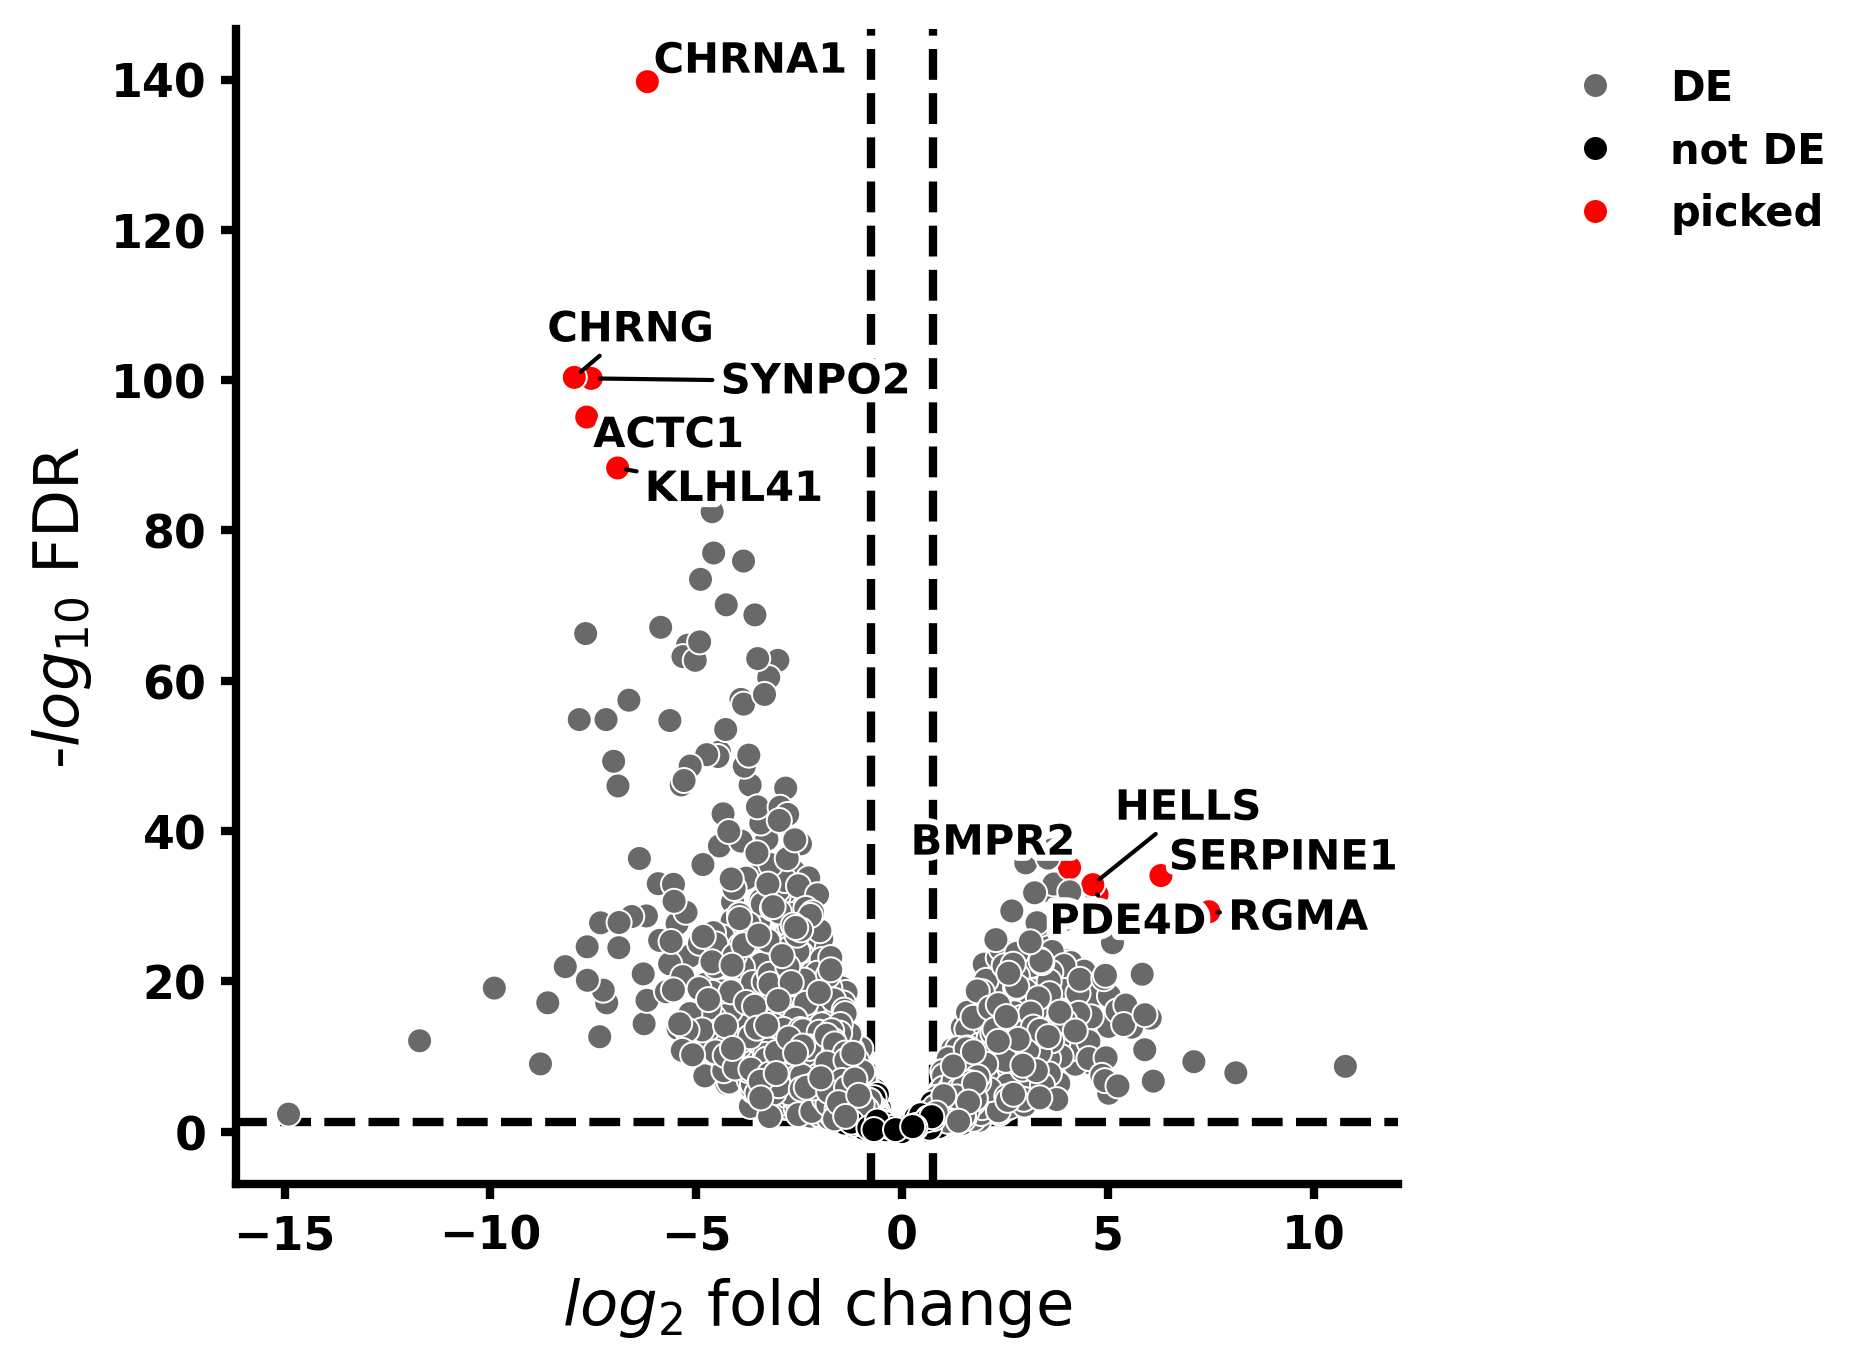 CHRNA1
DE
not DE
picked
140
120
CHRNG
100
SYNPO2
ACTC1
KLHL41
80
60
HELLS
BMPR2
40
SERPINE1
PDE4D
RGMA
20
0
-log10 FDR
−15
−10
−5
0
5
10
log2 fold change